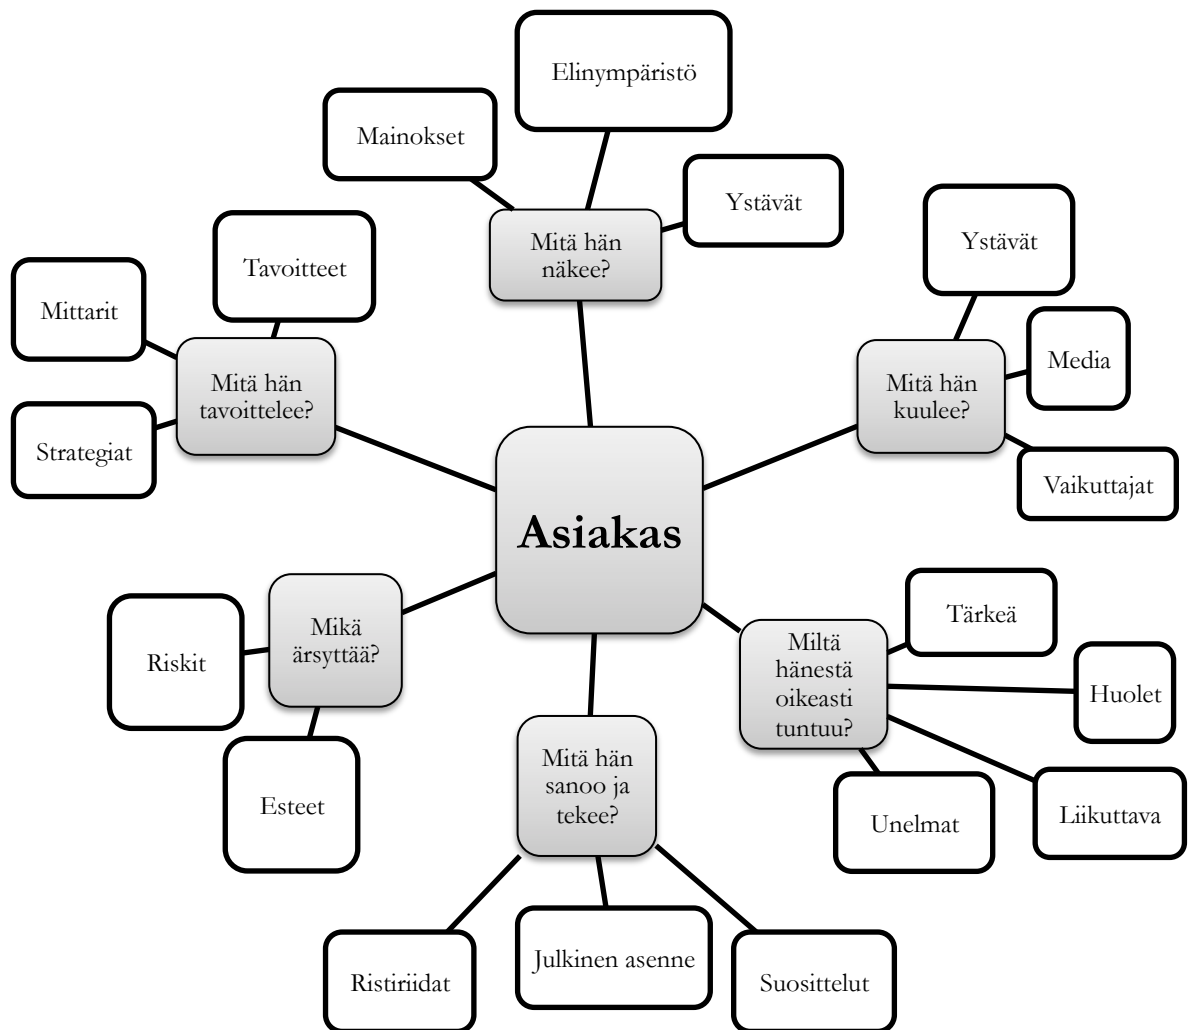 Elinympäristö
Mainokset
Ystävät
Mitä hän
näkee?
Ystävät
Media
Vaikuttajat
Mitä hän
kuulee?
Tavoitteet
Mittarit
Strategiat
Mitä hän
tavoittelee?
Asiakas
Mikä
ärsyttää?
Riskit
Esteet
Miltä
hänestä
oikeasti
tuntuu?
Tärkeä
Huolet
Liikuttava
Unelmat
Mitä hän
sanoo ja
tekee?
Ristiriidat
Julkinen asenne
Suosittelut